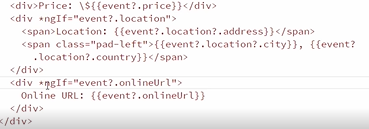 <div>Price: \${{event?.price}}</div>
<div *ngIf="event?.location">
<span>Location: {{event?.location.address}}</span>
<span class="pad-left">{{event?.location.city}}, {{event?
.location.country}}</span>
</div>
<div *ngIf="event?.onlineUrl">
Online URL: {{event?.onlineUrl}}
</div>
</div>